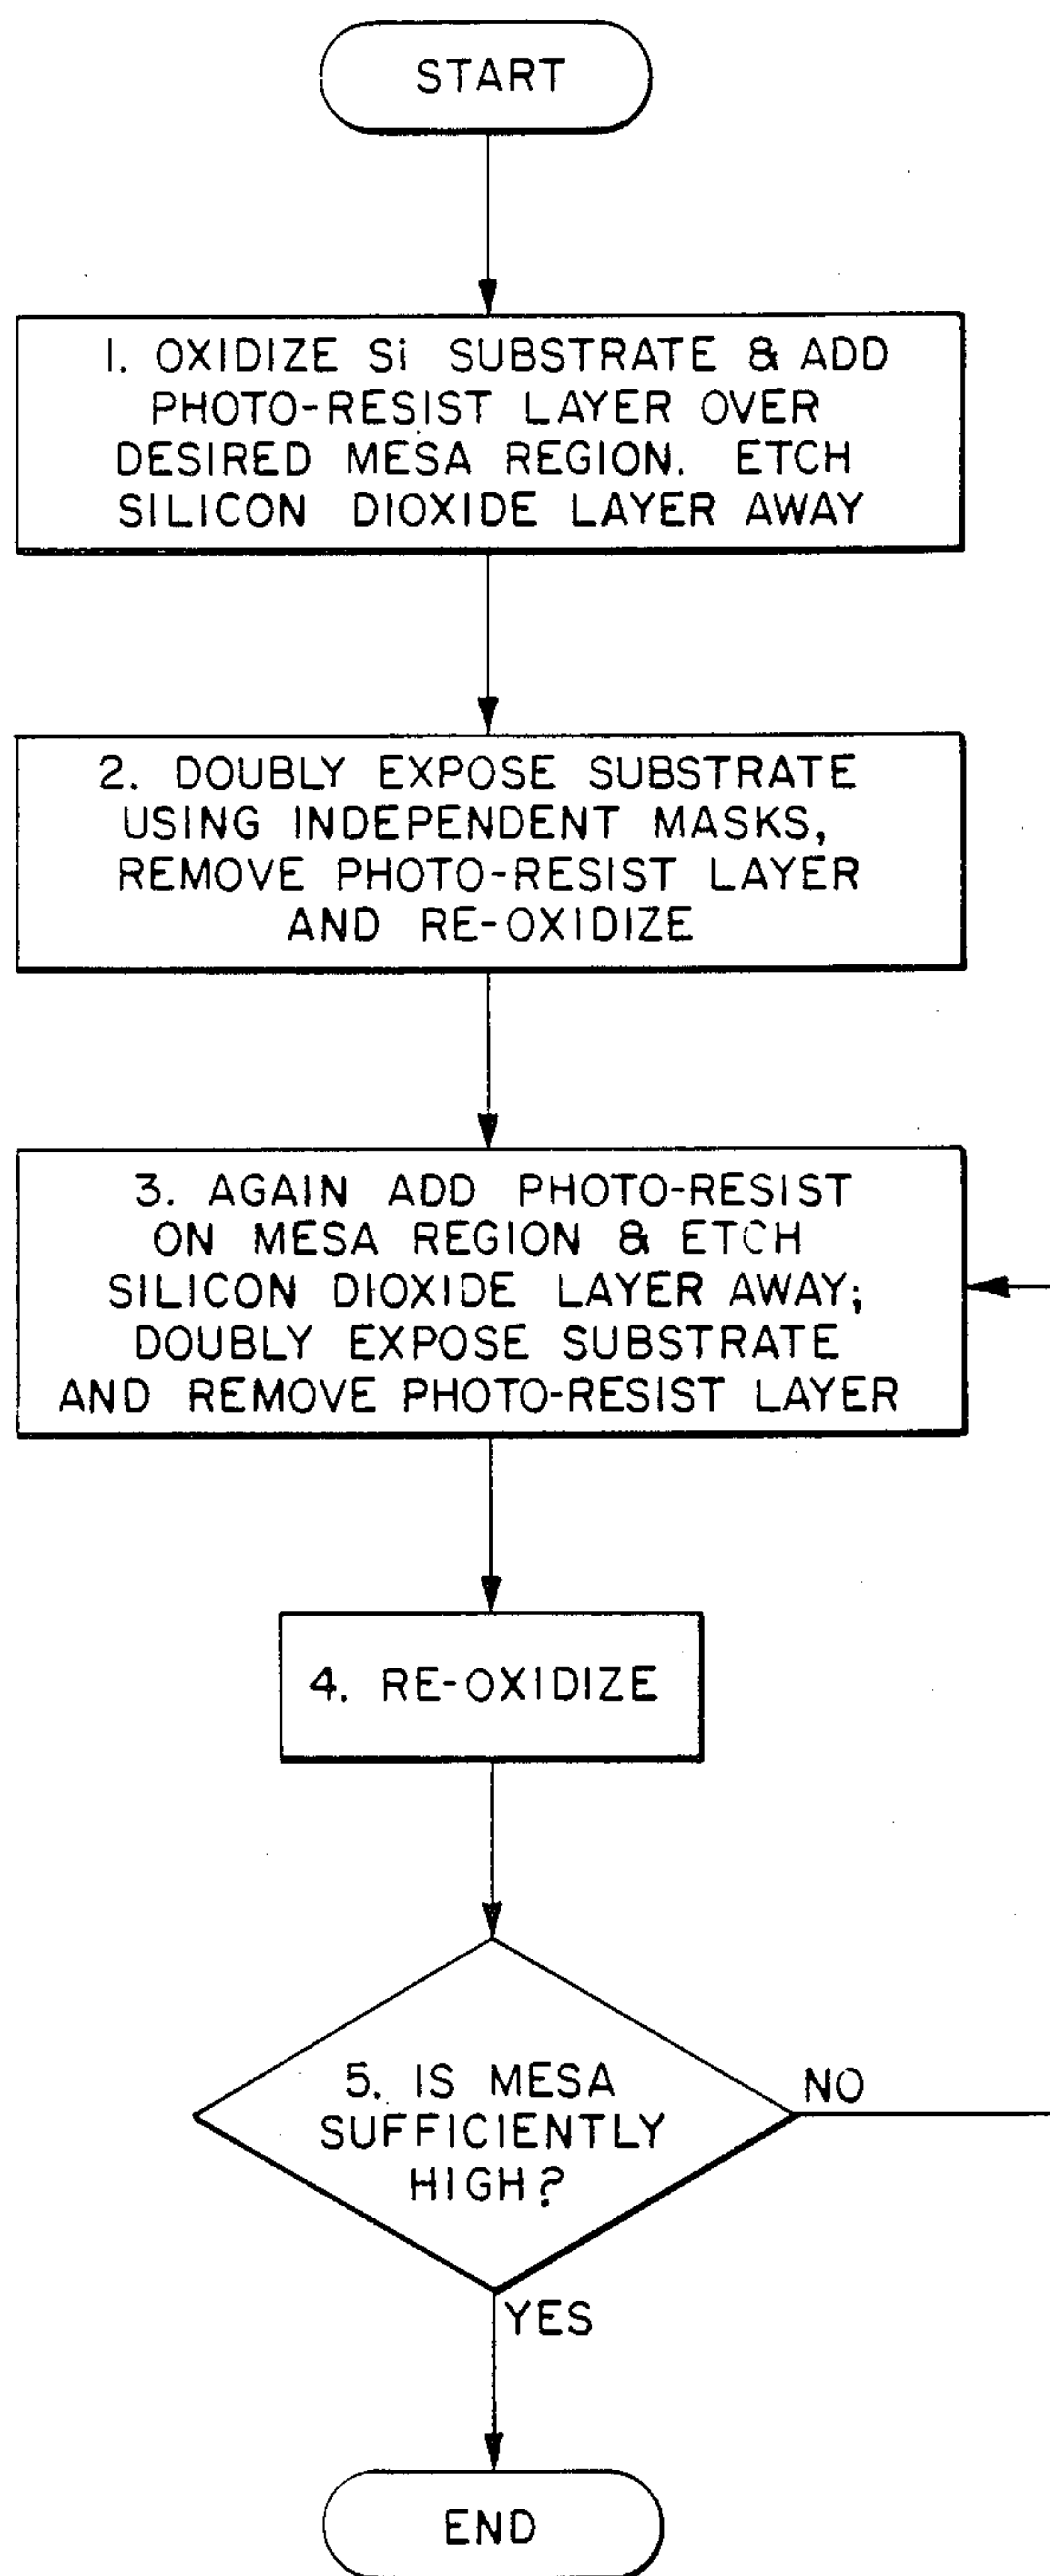 START
1. OXIDIZE Si SUBSTRATE & ADD
PHOTO-RESIST LAYER OVER
DESIRED MESA REGION. ETCH
SILICON DIOXIDE LAYER AWAY
2. DOUBLY EXPOSE SUBSTRATE
USING INDEPENDENT MASKS,
REMOVE PHOTO-RESIST LAYER
AND RE-OXIDIZE
3. AGAIN ADD PHOTO-RESIST
ON MESA REGION & ETCH
SILICON DIOXIDE LAYER AWAY;
DOUBLY EXPOSE SUBSTRATE
AND REMOVE PHOTO-RESIST LAYER
4. RE-OXIDIZE
5. IS MESA
SUFFICIENTLY
HIGH?
NO
YES
END